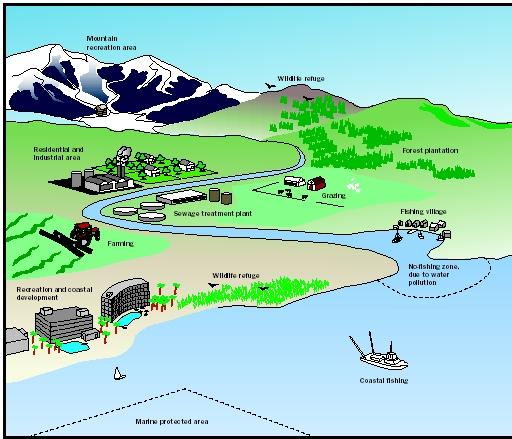 Mountain
recreation area
Wildlife refuge
Residential and
industrial area
Forest plantation
Grazing
Sewage treatment plant
Fishing village
Farming
No-fishing zone,
due to water
pollution
Wildlife refuge
Recreation and coastal
development
Coastal fishing
Marine protected area